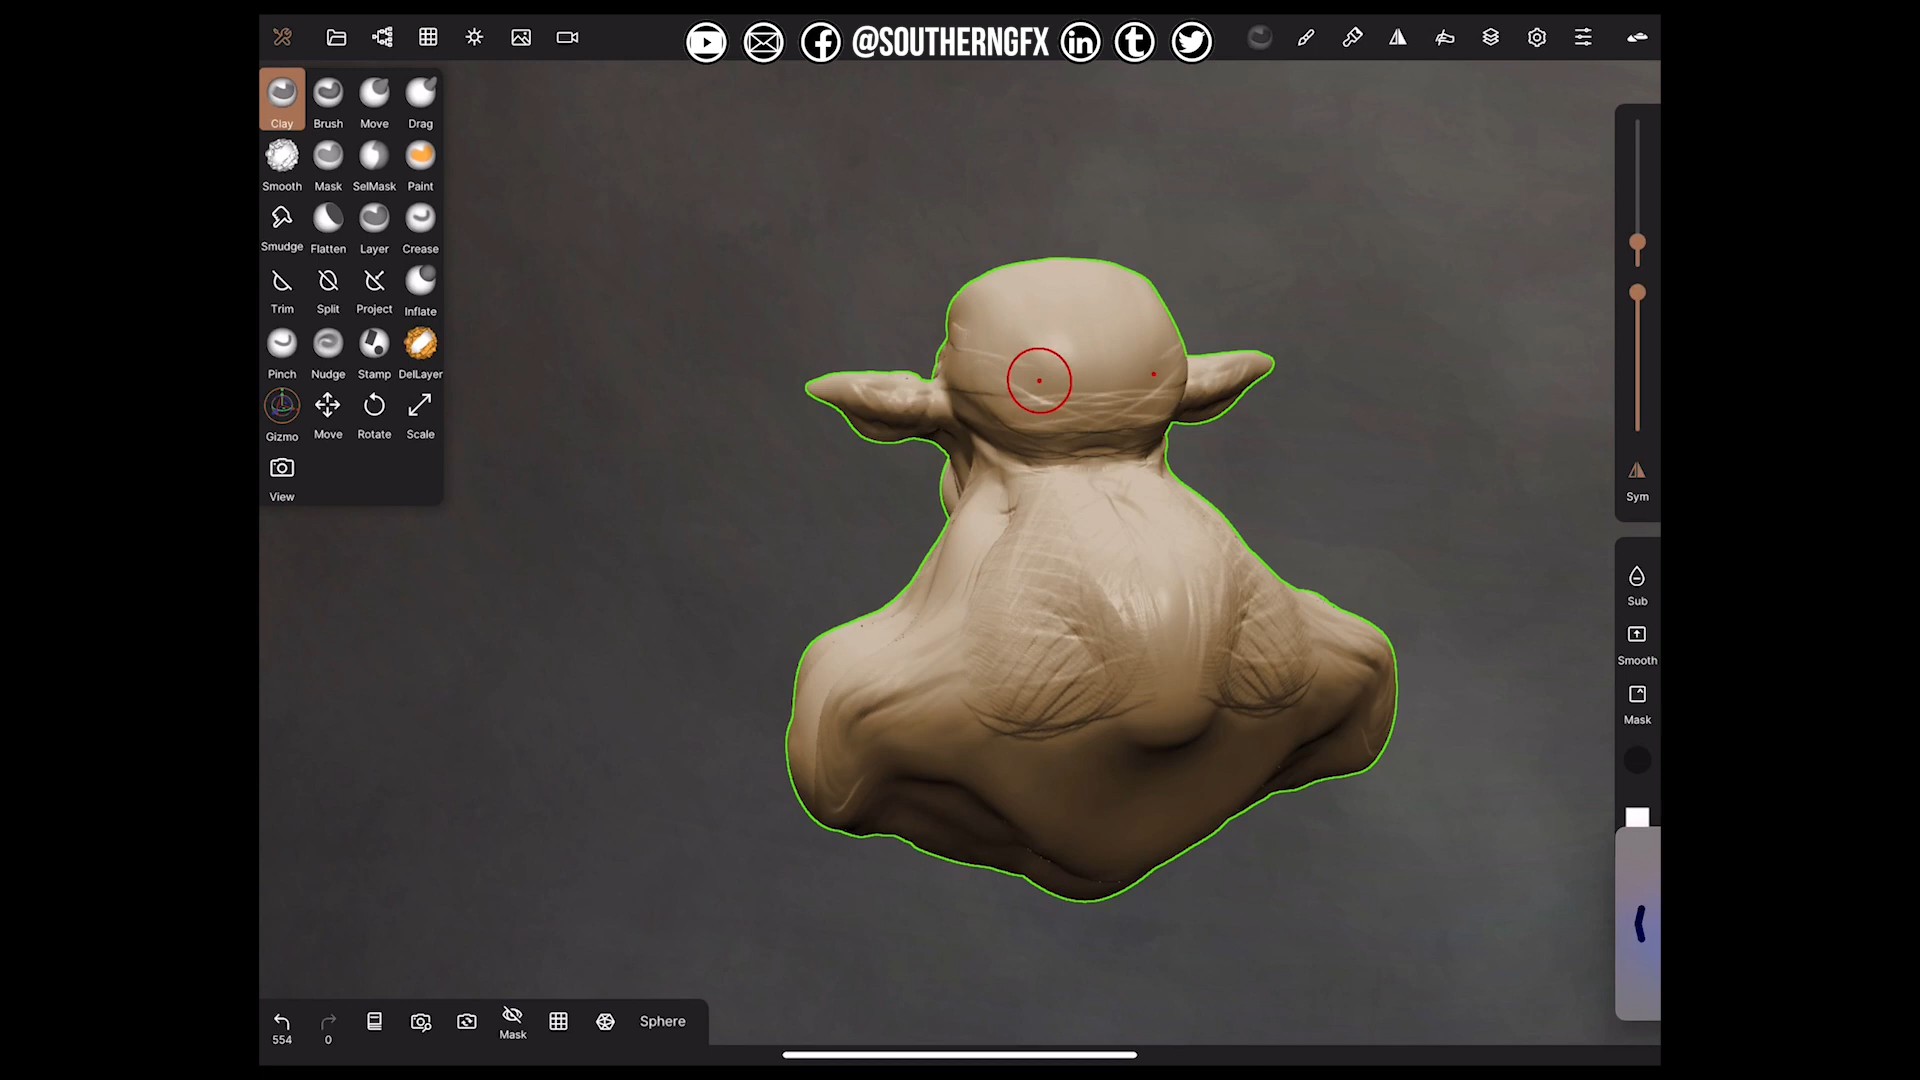 @SOUTHERNGFX
Clay Brush Move Drag
Smooth Mask SelMask Paint
Smudge Flatten Layer Crease
Trim Split Project Inflate
Pinch Nudge Stamp DelLayer
Gizmo Move Rotate Scale
View
Sym
Sub
Smooth
Mask
Mask
Sphere
554 0